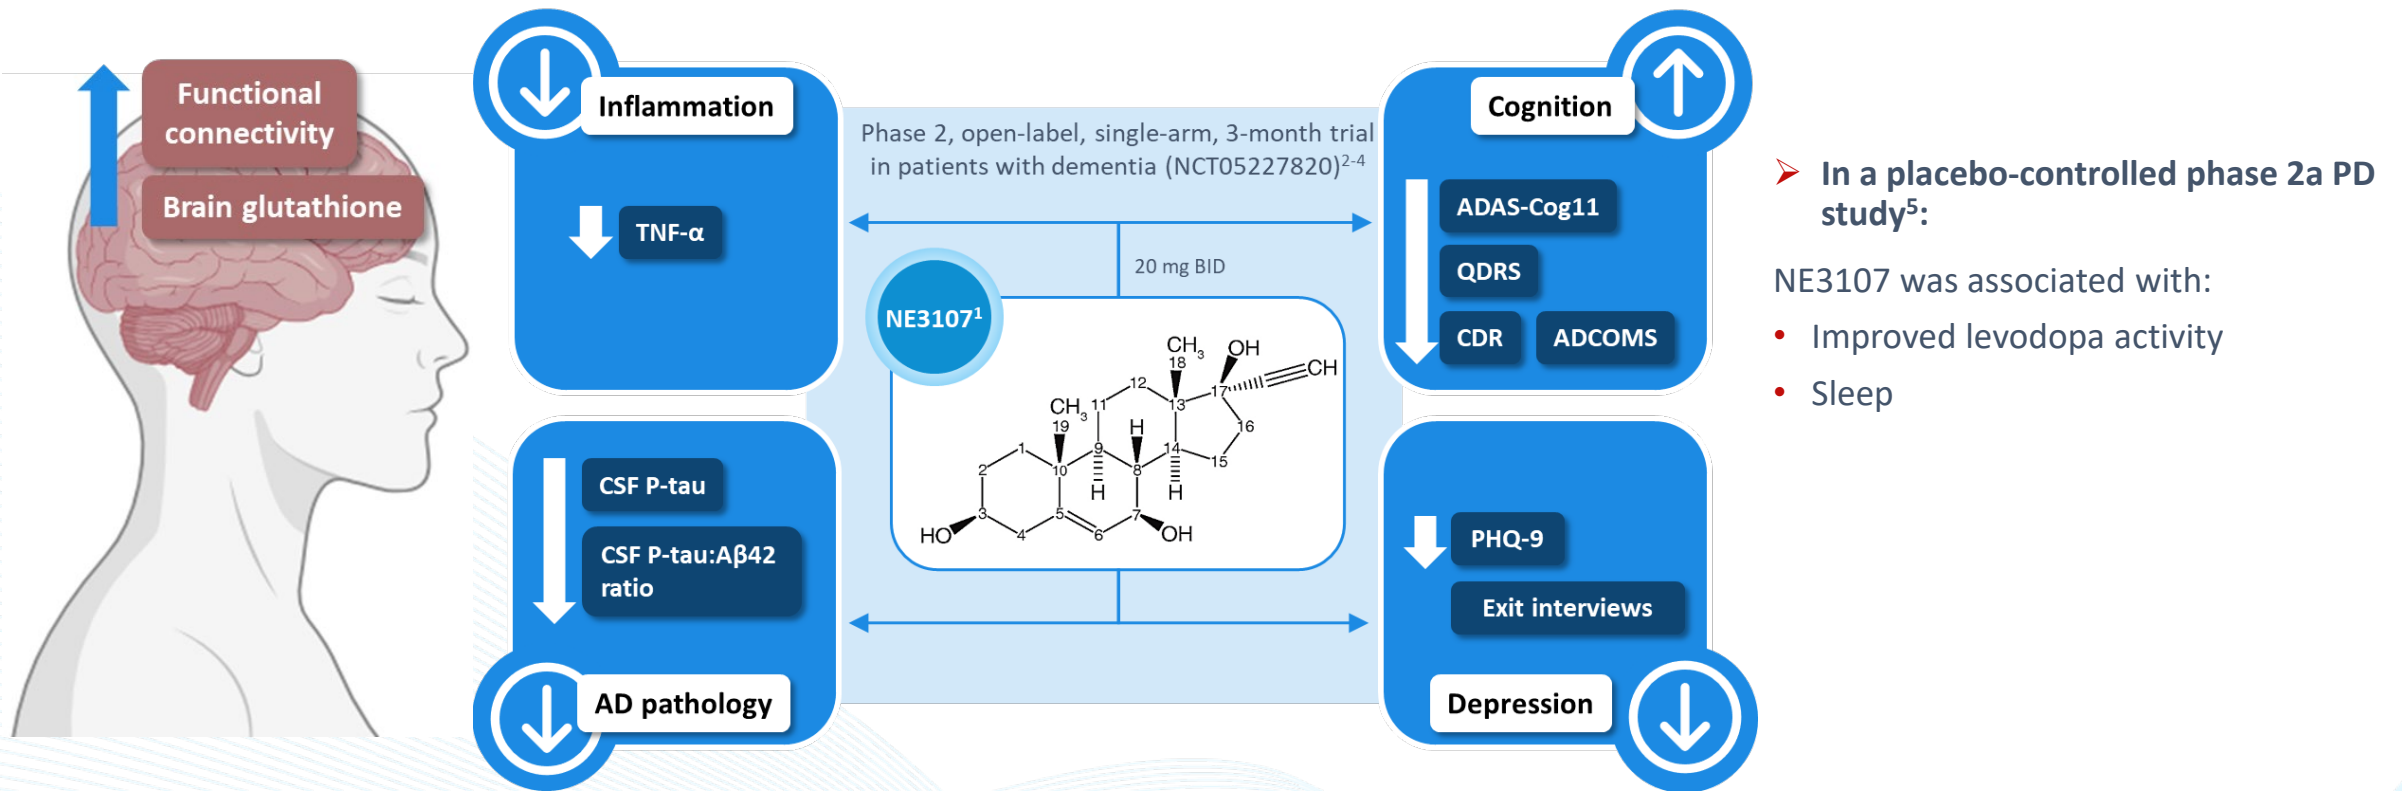 Functional
connectivity
Brain glutathione
Inflammation
TNF-α
CSF P-tau
CSF P-tau:Aβ42
ratio
AD pathology
Phase 2, open-label, single-arm, 3-month trial
in patients with dementia (NCT05227820)2-4
20 mg BID
NE31071
CH3
18
OH
17
CH
12
13
CH3
11
19
16
H
1
9
14
15
2
10
8
H
H
3
5
7
HO
4
6
OH
Cognition
ADAS-Cog11
QDRS
CDR
ADCOMS
PHQ-9
Exit interviews
Depression
In a placebo-controlled phase 2a PD
study5:
NE3107 was associated with:
• Improved levodopa activity
• Sleep